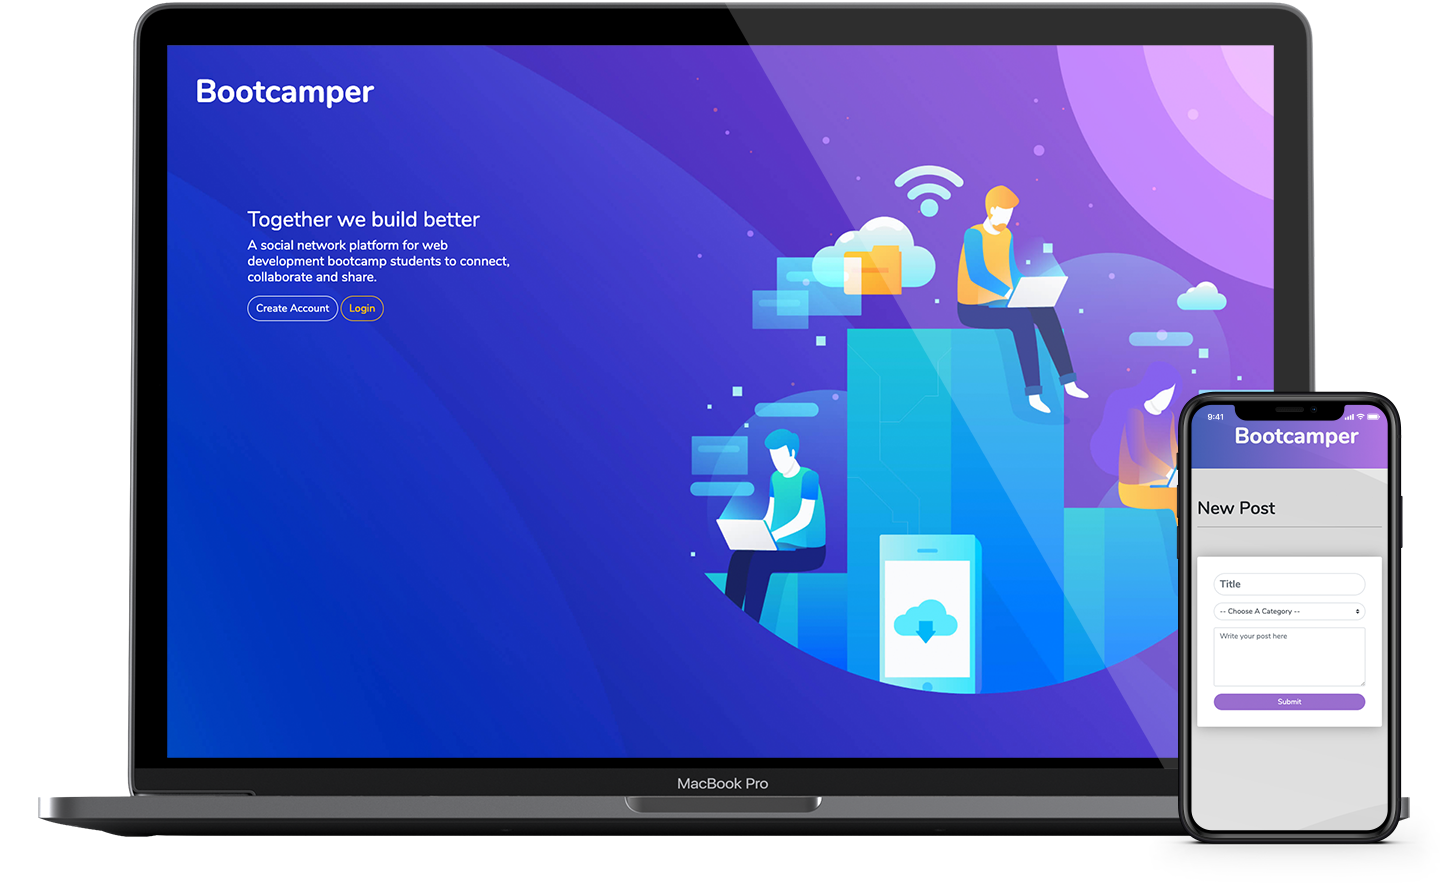 Bootcamper
Together we build better
A social network platform for web
development bootcamp students to connect,
collaborate and share.
Create Account
Login
MacBook Pro
9:41
Bootcamper
New Post
Title
-- Choose A Category --
Write your post here
Submit